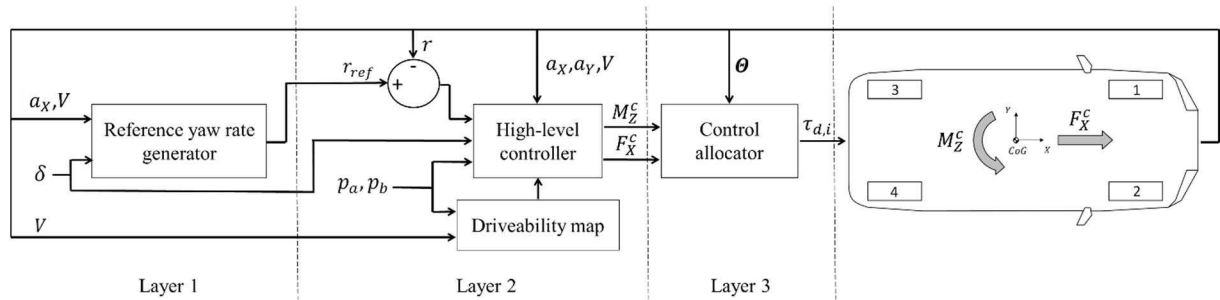 r
-
r_ref
+
a_X,V
Reference yaw rate
generator
δ
V
a_X,a_Y,V
High-level
controller
p_a,p_b
Driveability map
M_Z^c
F_X^c
Θ
Control
allocator
τ_d,i
3
1
4
2
M_Z^c
Y
X
CoG
F_X^c
Layer 1
Layer 2
Layer 3